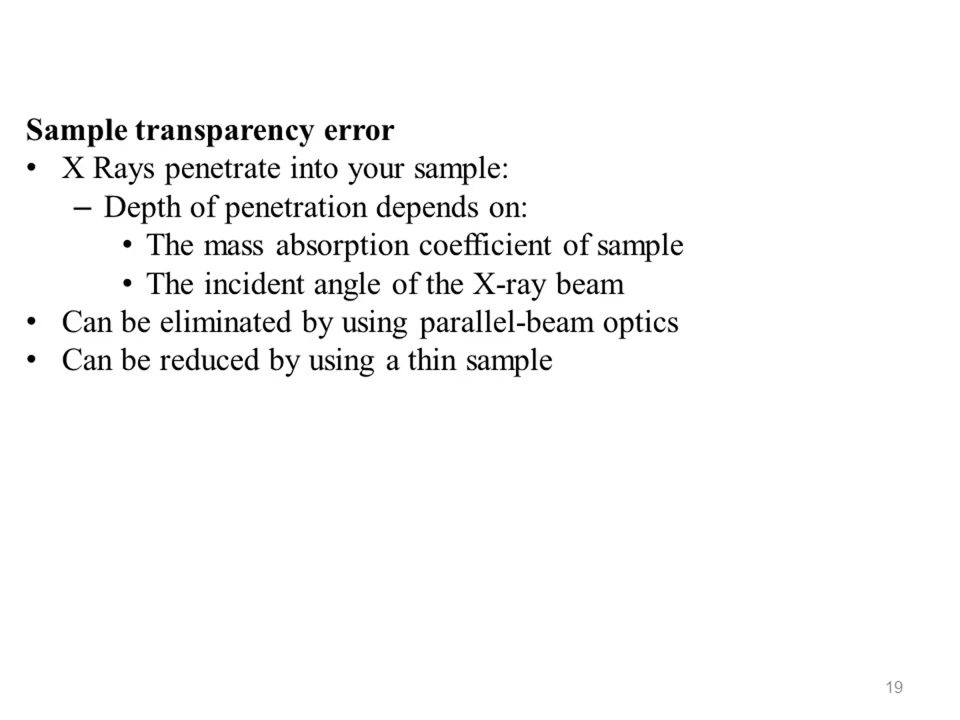 Sample transparency error
• X Rays penetrate into your sample:
– Depth of penetration depends on:
• The mass absorption coefficient of sample
• The incident angle of the X-ray beam
• Can be eliminated by using parallel-beam optics
• Can be reduced by using a thin sample
19